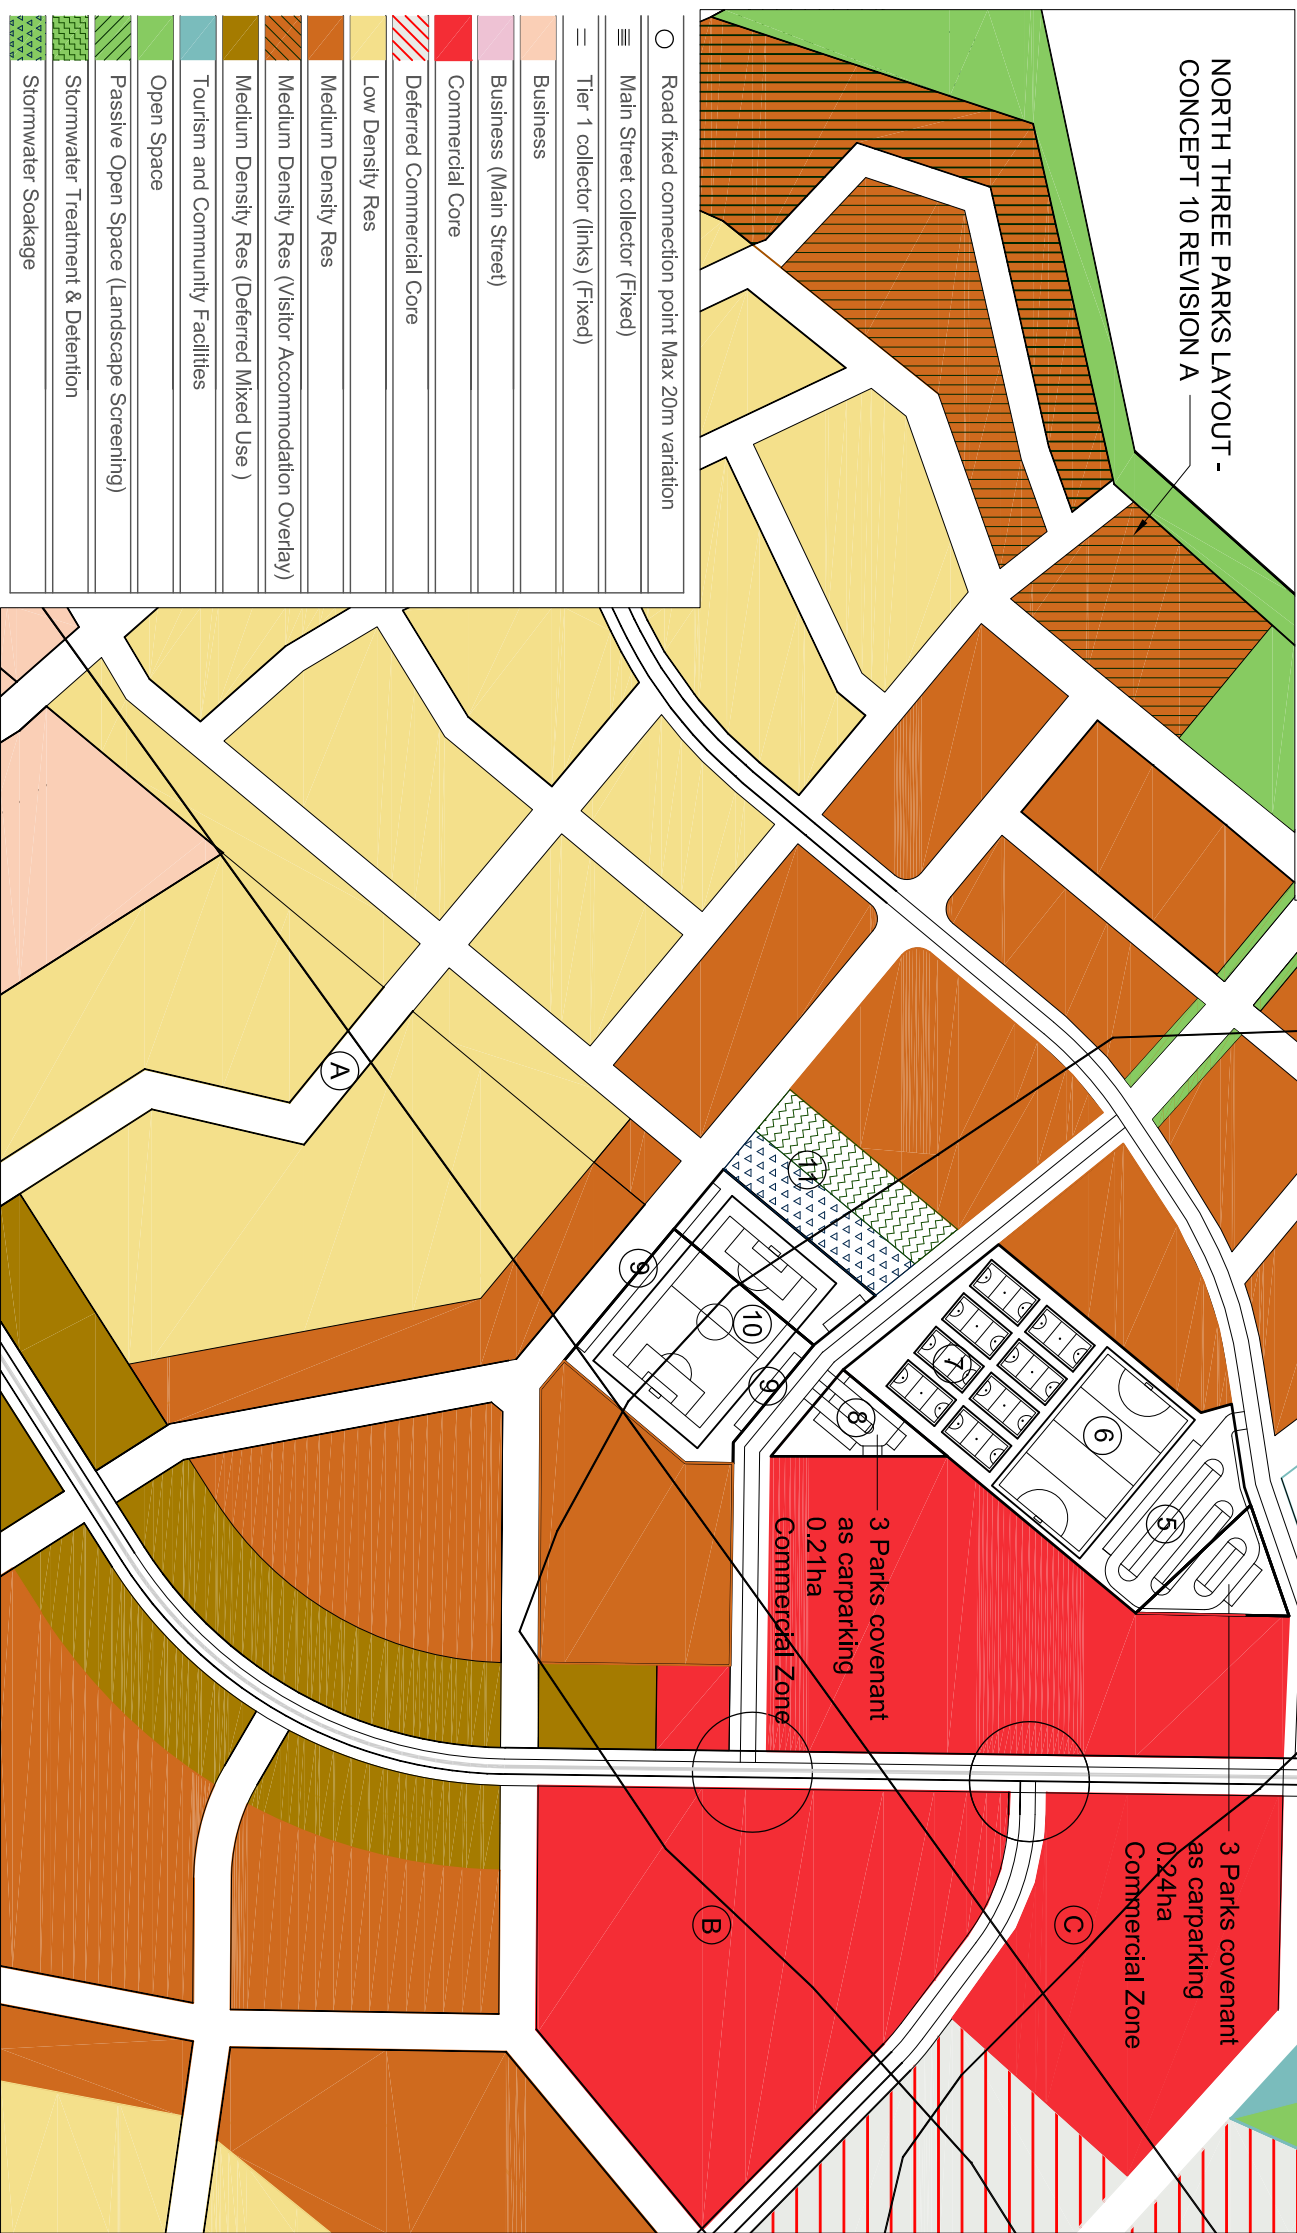 NORTH THREE PARKS LAYOUT -
CONCEPT 10 REVISION A
Road fixed connection point Max 20m variation
Main Street collector (Fixed)
Tier 1 collector (links) (Fixed)
Business
Business (Main Street)
Commercial Core
Deferred Commercial Core
Low Density Res
Medium Density Res
Medium Density Res (Visitor Accommodation Overlay)
Medium Density Res (Deferred Mixed Use )
Tourism and Community Facilities
Open Space
Passive Open Space (Landscape Screening)
Stormwater Treatment & Detention
Stormwater Soakage
A
11
9
10
9
7
8
6
5
3 Parks covenant
as carparking
0.21ha
Commercial Zone
3 Parks covenant
as carparking
0.24ha
Commercial Zone
B
C